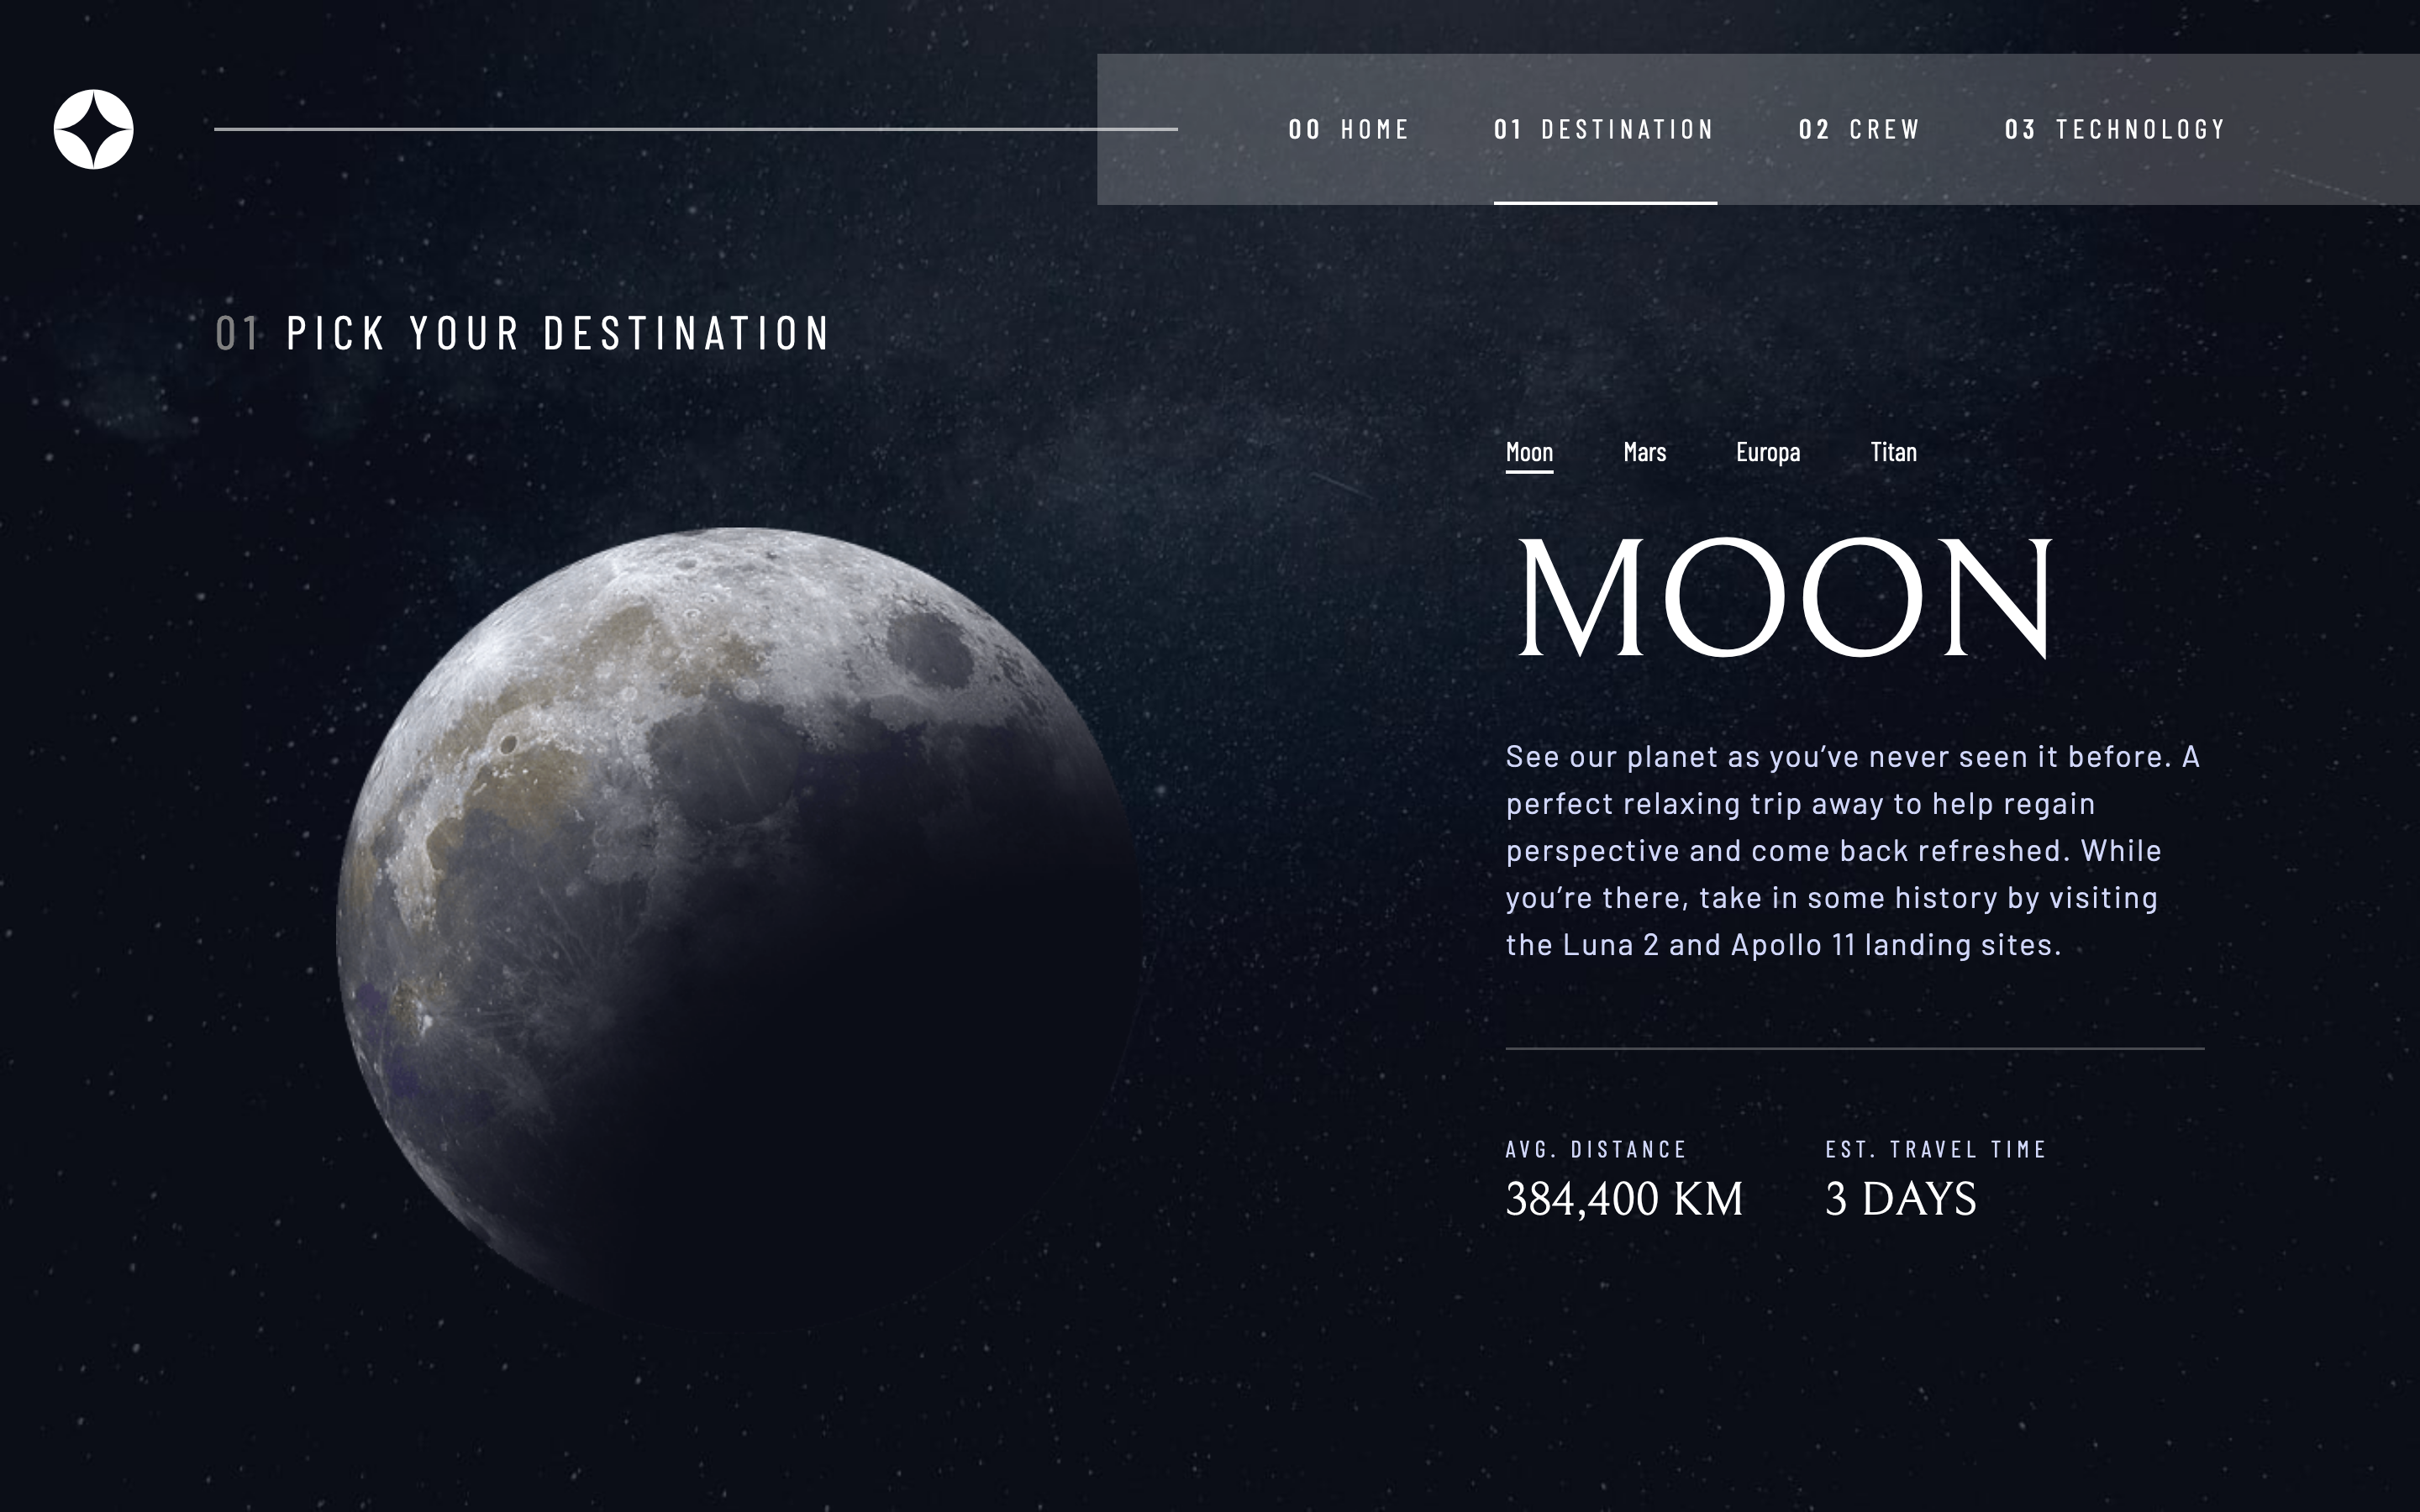 00 HOME 01 DESTINATION 02 CREW 03 TECHNOLOGY
01 PICK YOUR DESTINATION
Moon Mars Europa Titan
MOON
See our planet as you’ve never seen it before. A
perfect relaxing trip away to help regain
perspective and come back refreshed. While
you’re there, take in some history by visiting
the Luna 2 and Apollo 11 landing sites.
AVG. DISTANCE EST. TRAVEL TIME
384,400 KM 3 DAYS